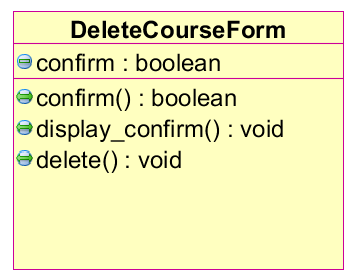 DeleteCourseForm
confirm : boolean
confirm() : boolean
display_confirm() : void
delete() : void